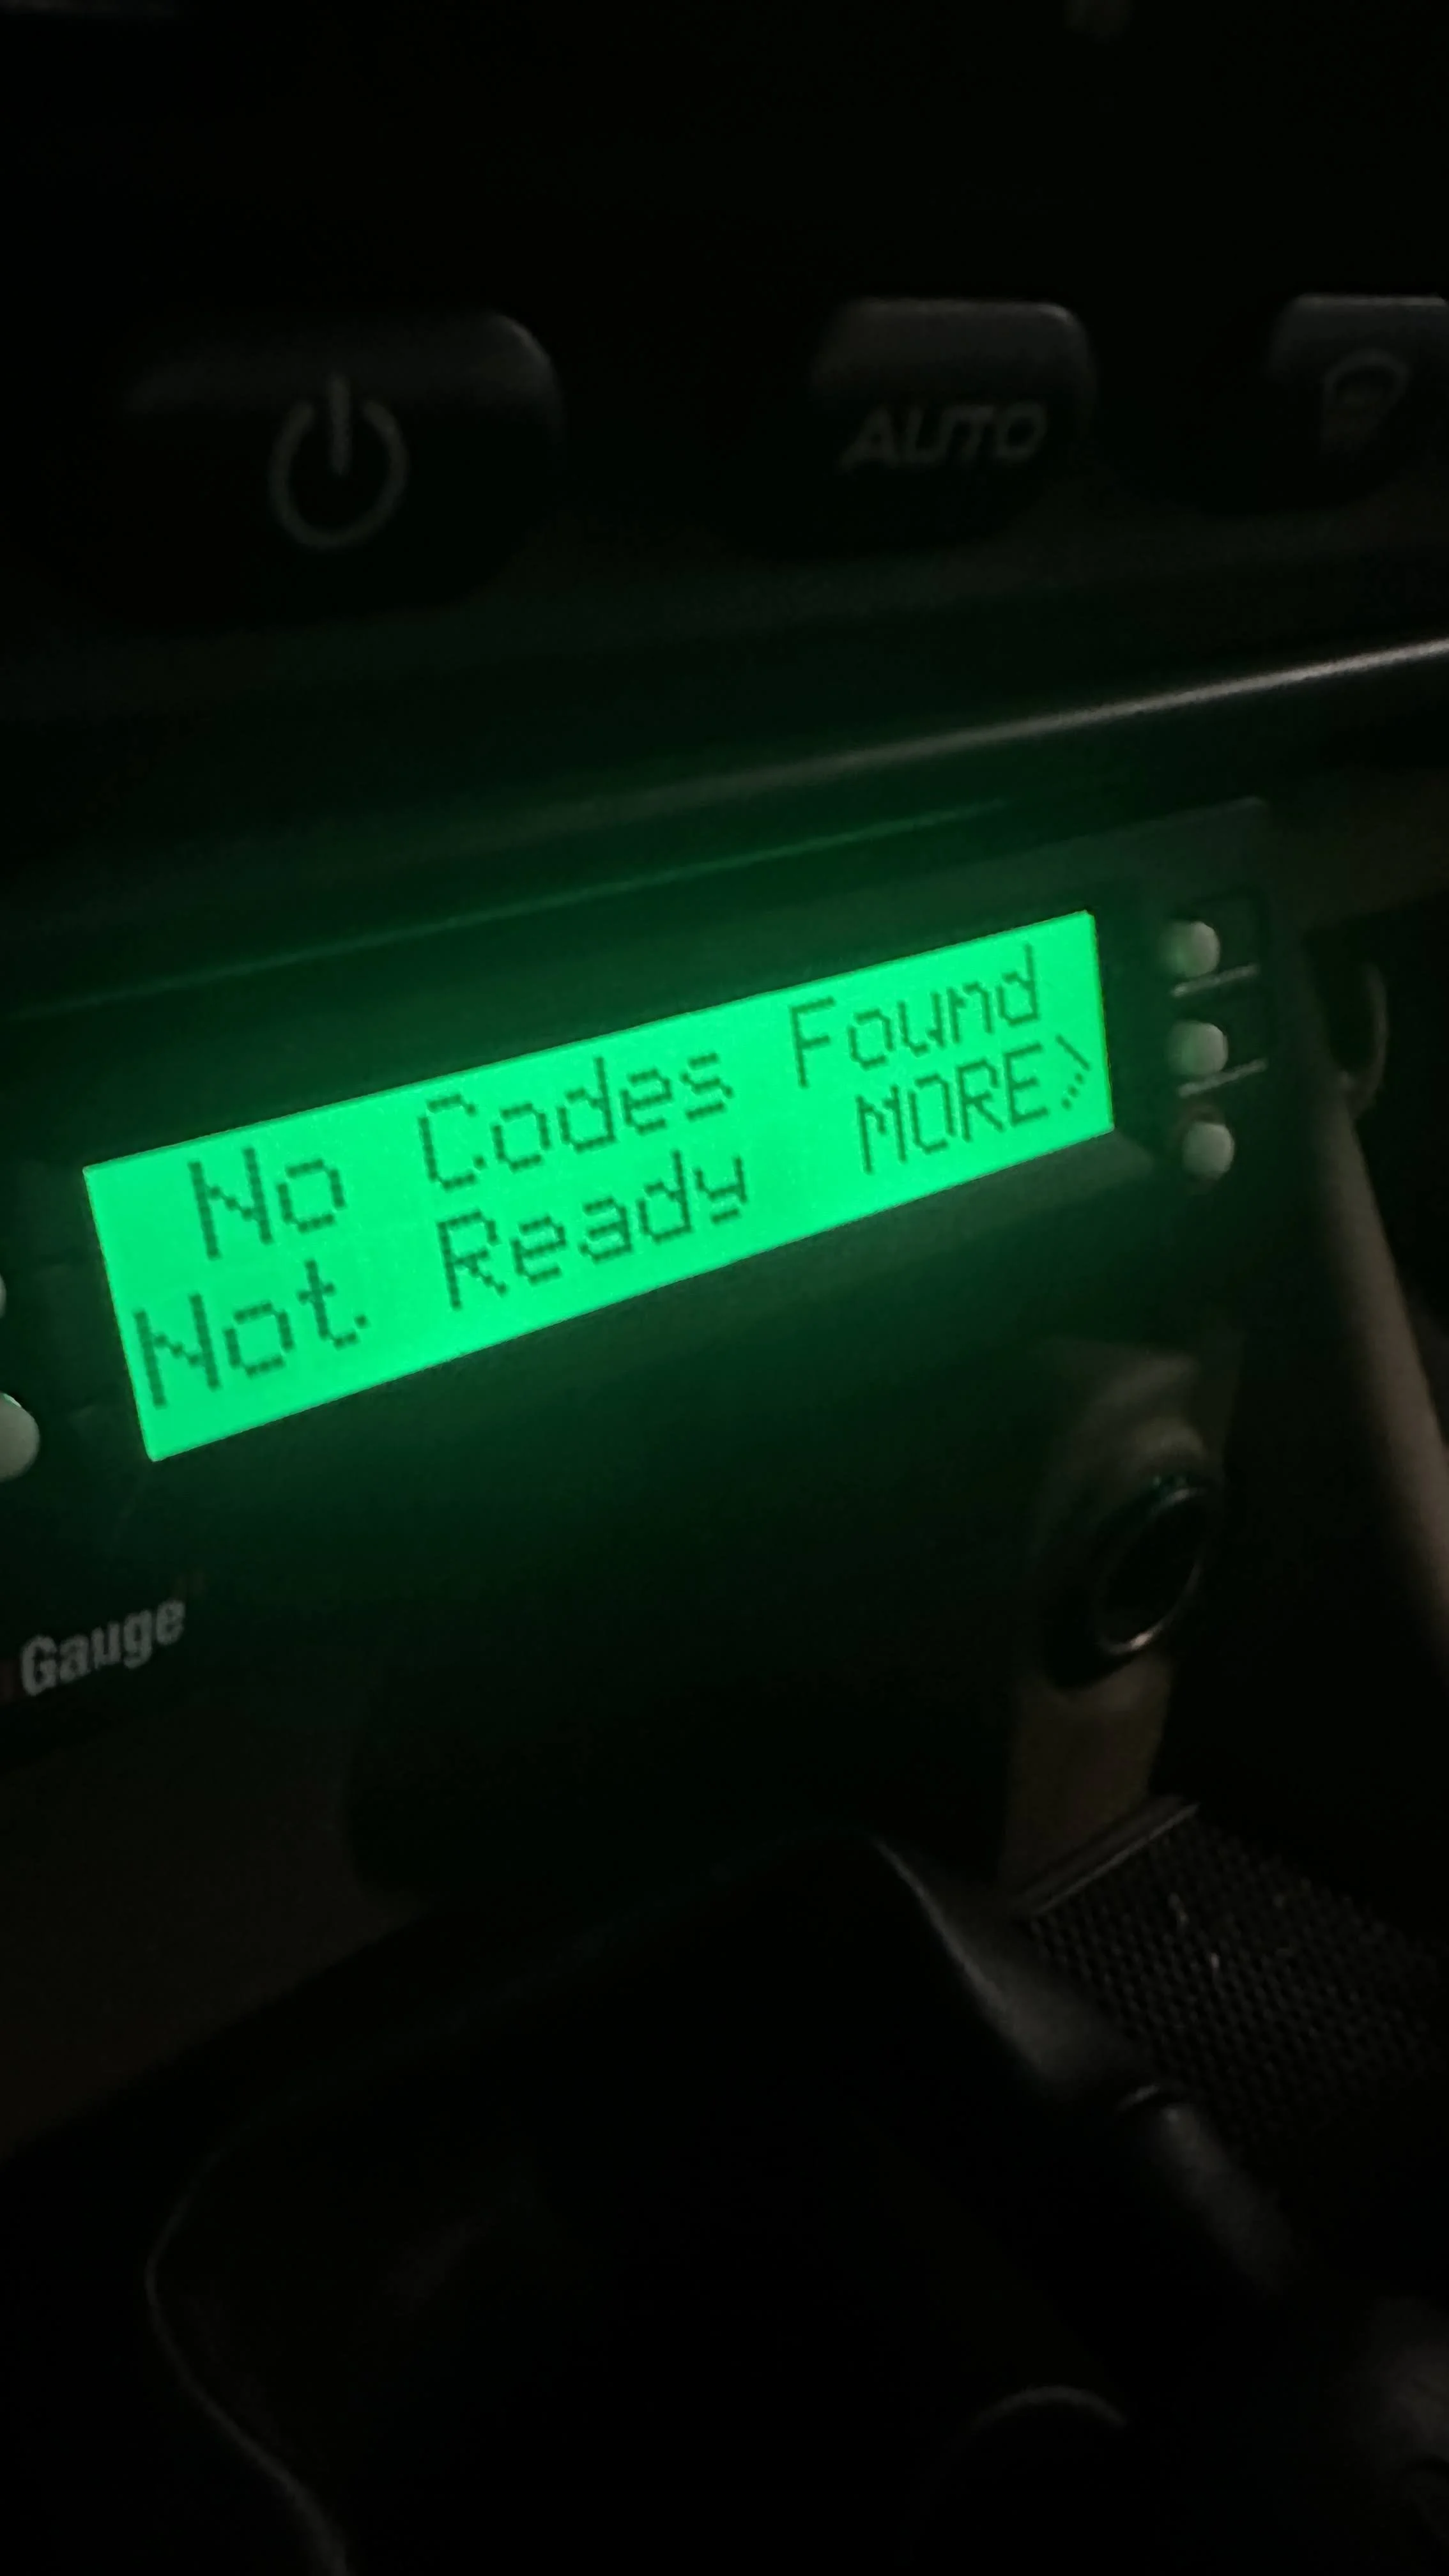 AUTO
No Codes Found
Not Ready MORE>
Gauge